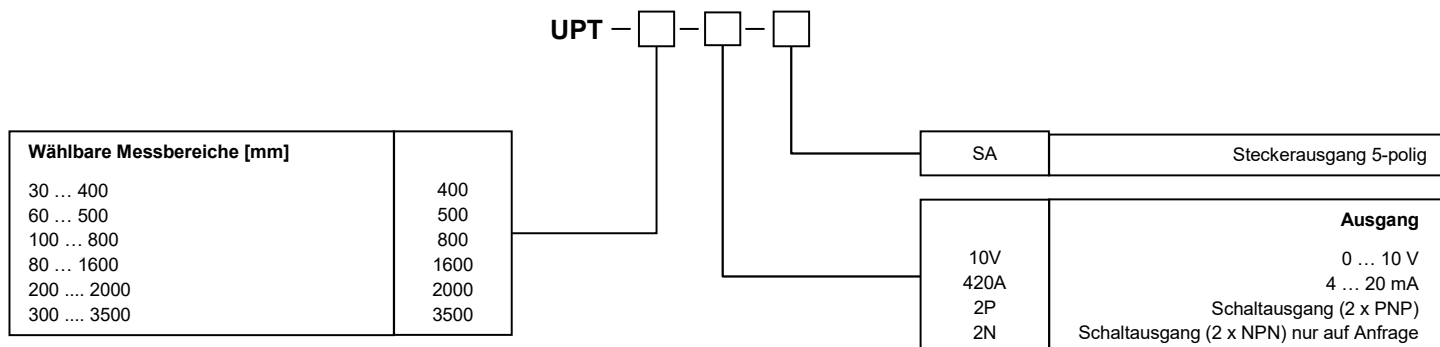 UPT – –  –
Wählbare Messbereiche [mm]
30 … 400 400
60 … 500 500
100 … 800 800
80 … 1600 1600
200 .... 2000 2000
300 .... 3500 3500
SA Steckerausgang 5-polig
Ausgang
10V 0 … 10 V
420A 4 … 20 mA
2P Schaltausgang (2 x PNP)
2N Schaltausgang (2 x NPN) nur auf Anfrage